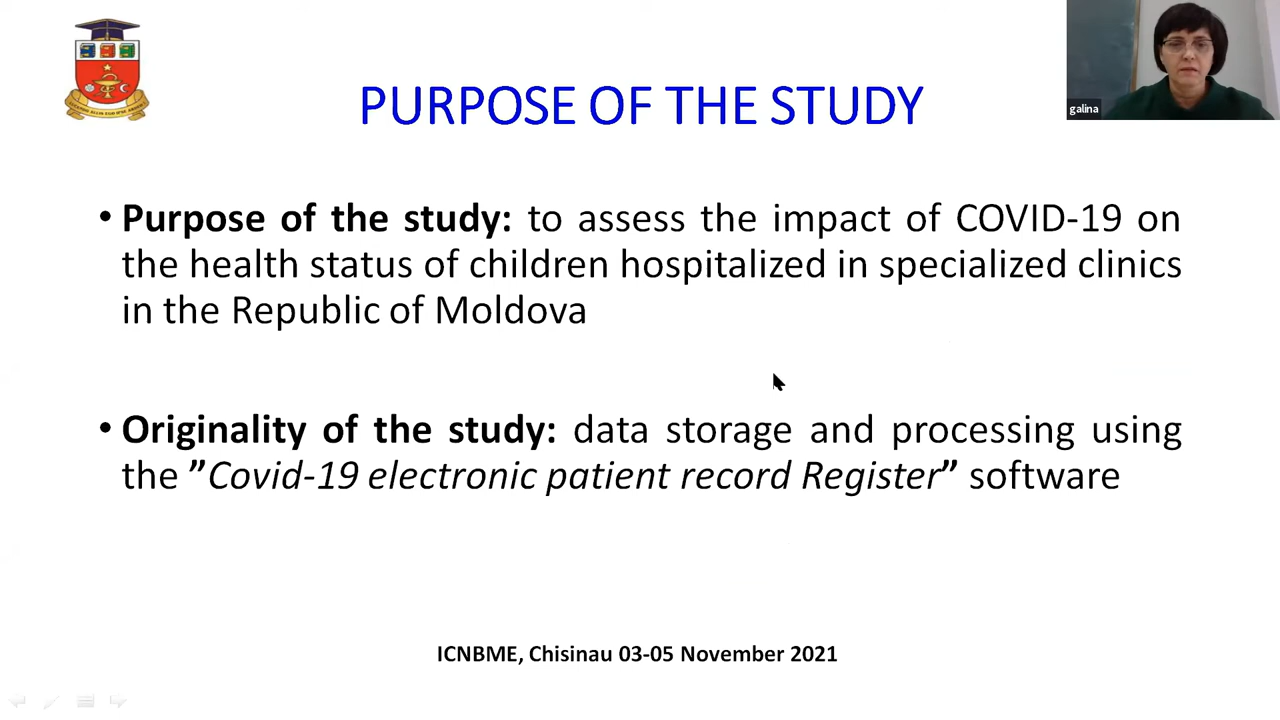 PURPOSE OF THE STUDY
galina
• Purpose of the study: to assess the impact of COVID-19 on
the health status of children hospitalized in specialized clinics
in the Republic of Moldova
• Originality of the study: data storage and processing using
the ”Covid-19 electronic patient record Register” software
ICNBME, Chisinau 03-05 November 2021